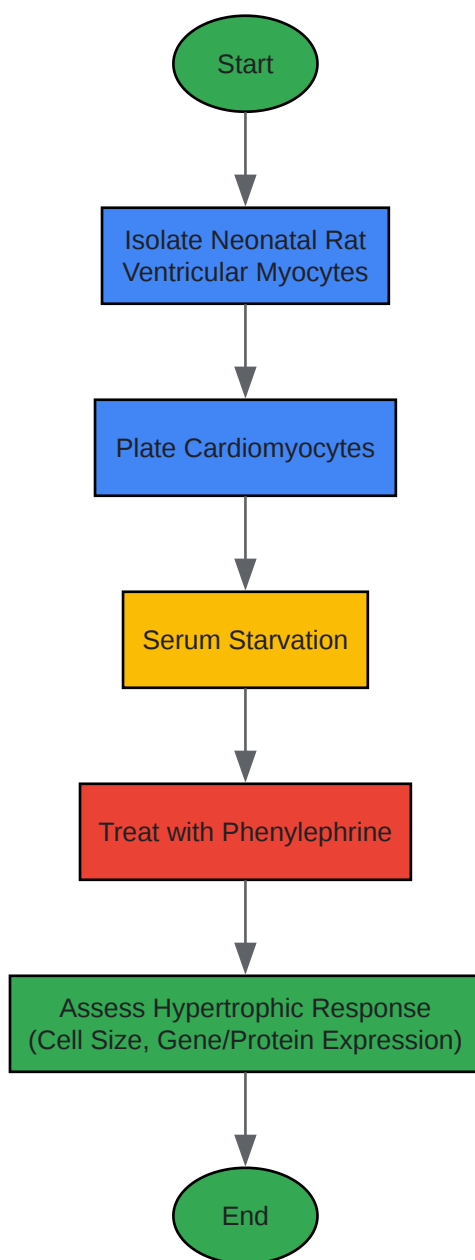 Start
Isolate Neonatal Rat
Ventricular Myocytes
Plate Cardiomyocytes
Serum Starvation
Treat with Phenylephrine
Assess Hypertrophic Response
(Cell Size, Gene/Protein Expression)
End